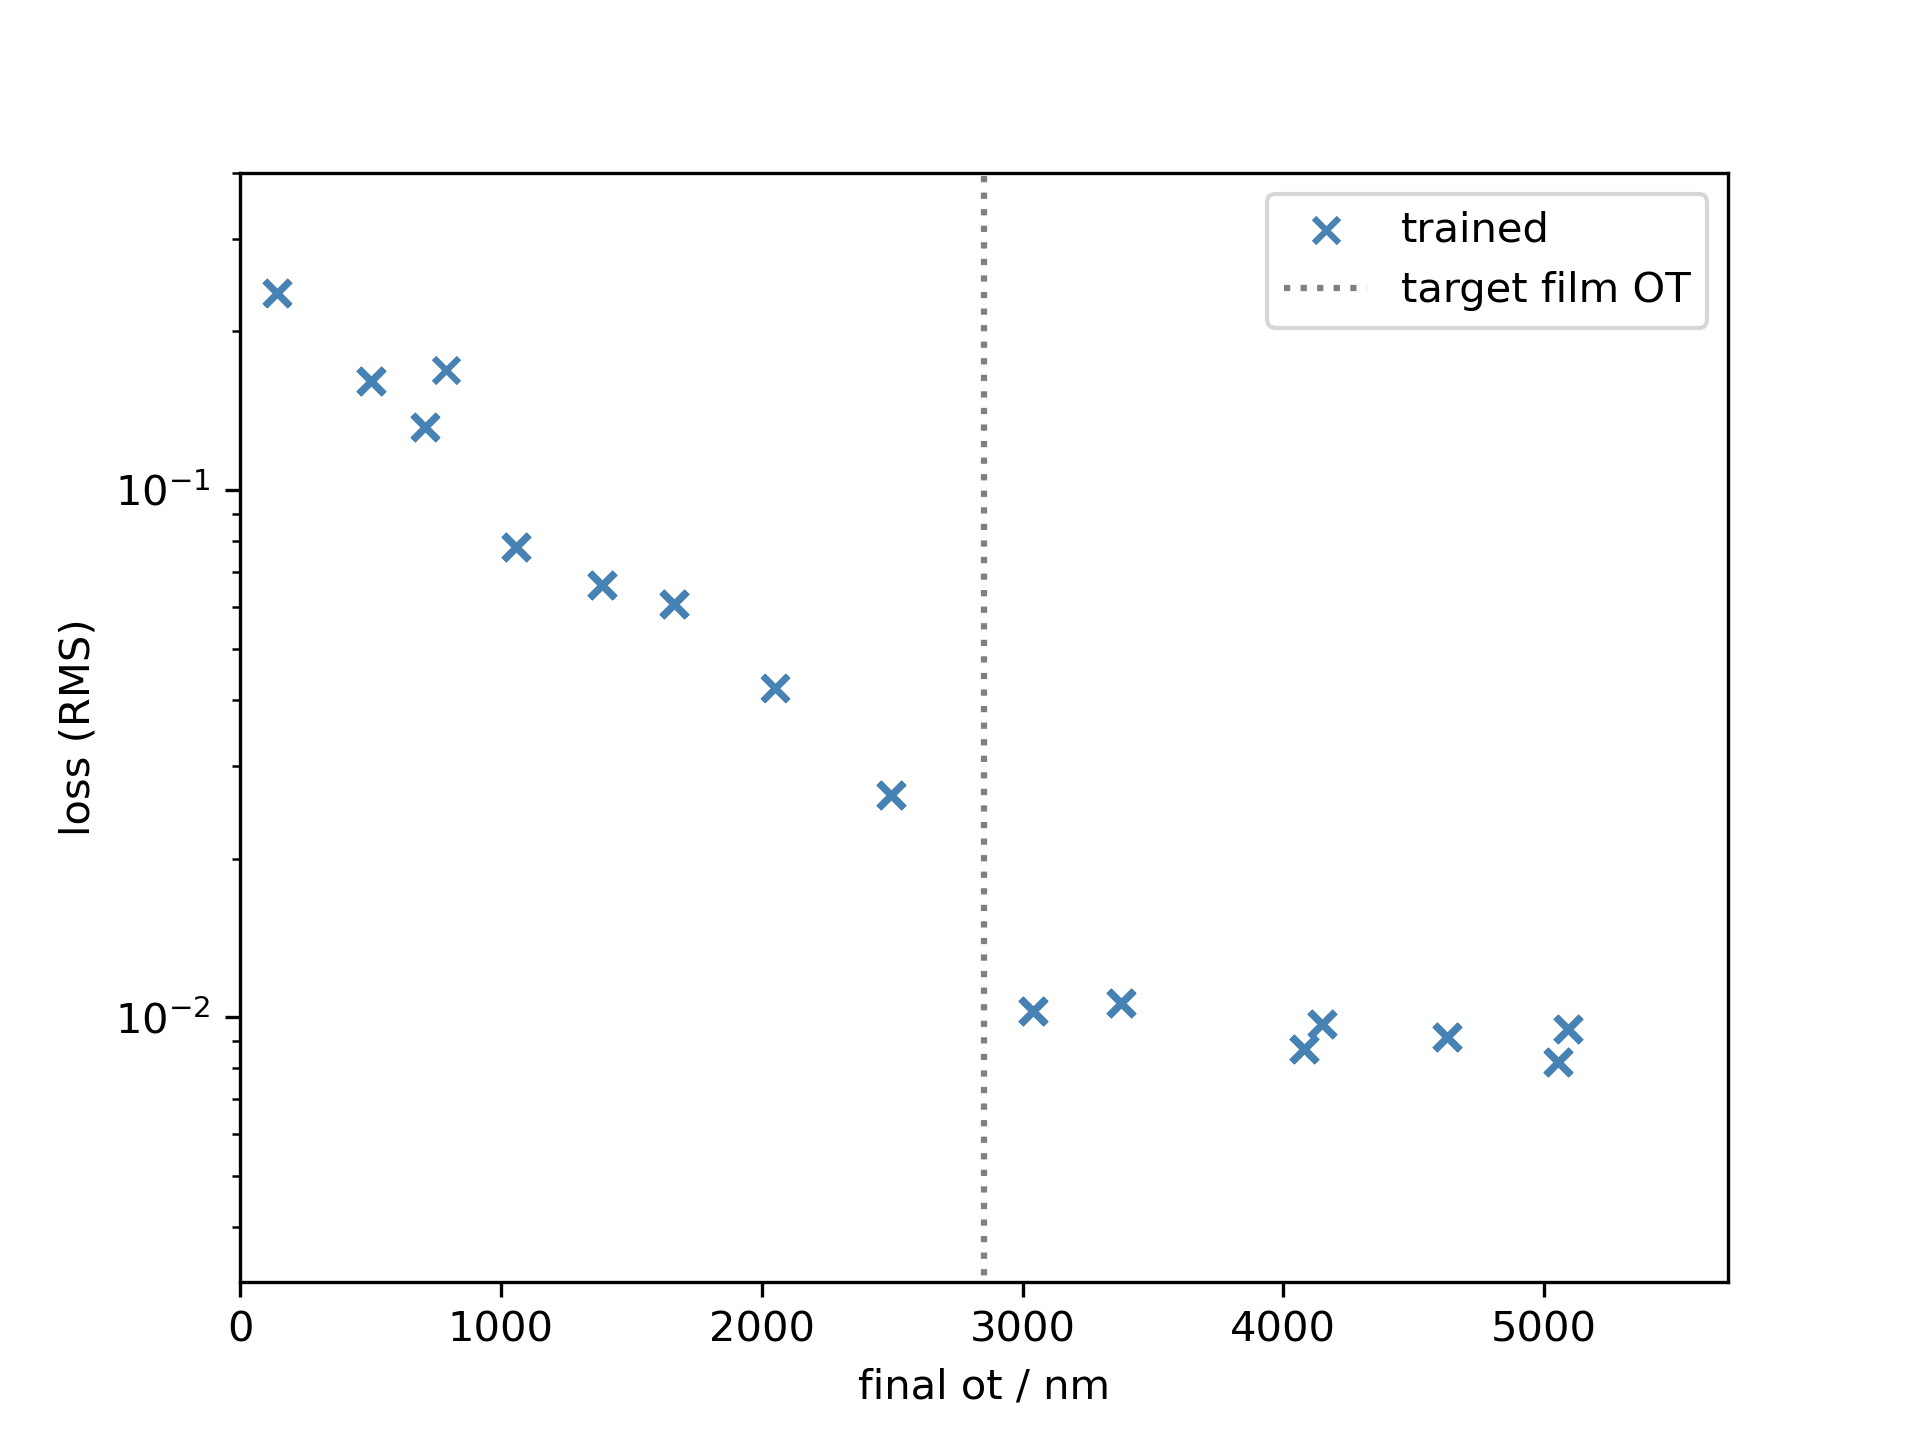 trained
target film OT
10⁻¹
10⁻²
loss (RMS)
0 1000 2000 3000 4000 5000
final ot / nm